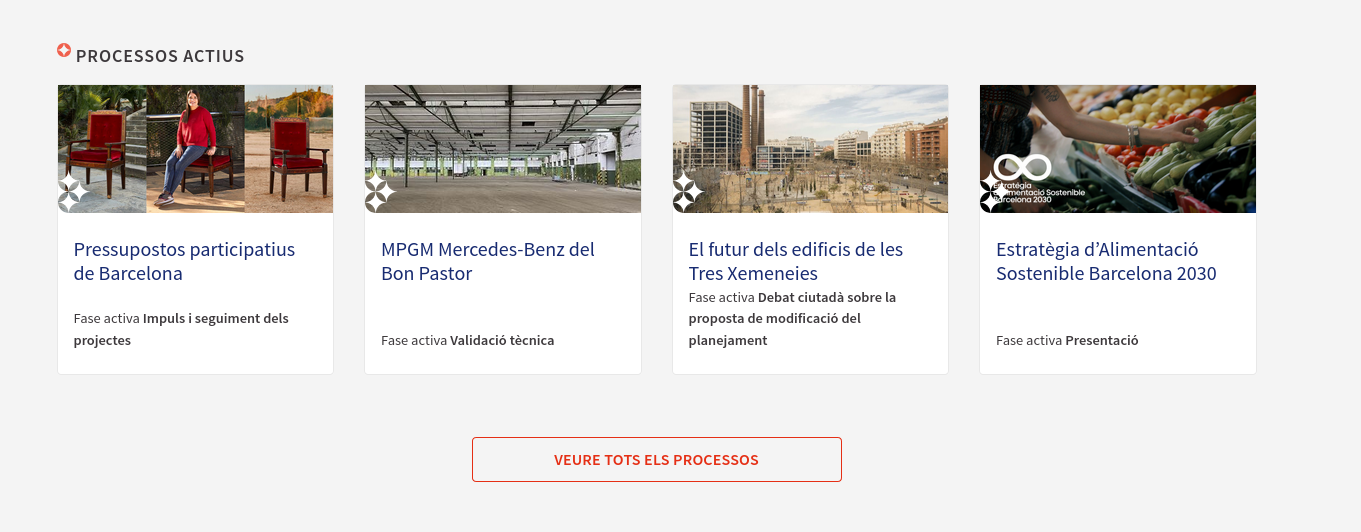 PROCESSOS ACTIUS
Estratègia
d'Alimentació Sostenible
Barcelona 2030
Pressupostos participatius
de Barcelona
Fase activa Impuls i seguiment dels
projectes
MPGM Mercedes-Benz del
Bon Pastor
Fase activa Validació tècnica
El futur dels edificis de les
Tres Xemeneies
Fase activa Debat ciutadà sobre la
proposta de modificació del
planejament
Estratègia d’Alimentació
Sostenible Barcelona 2030
Fase activa Presentació
VEURE TOTS ELS PROCESSOS